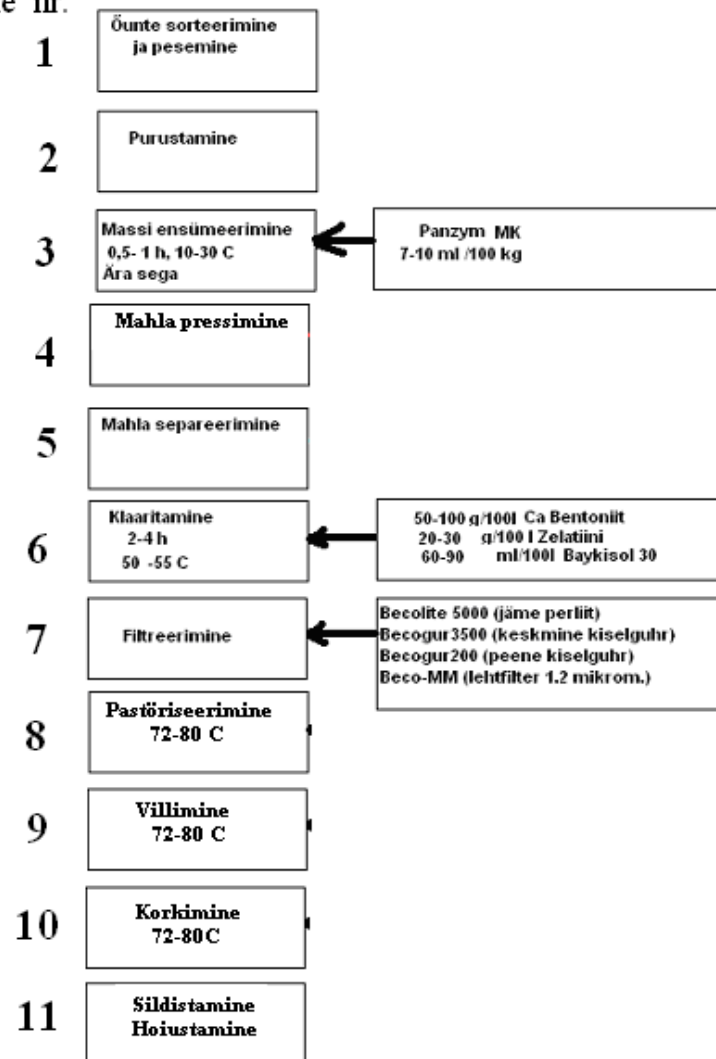 nr.
1
Õunte sorteerimine
ja pesemine
2
Purustamine
3
Massi ensümeerimine
0,5- 1 h, 10-30 C
Ära sega
Panzym MK
7-10 ml /100 kg
4
Mahla pressimine
5
Mahla separeerimine
6
Klaaritamine
2-4 h
50 -55 C
50-100 g/100l Ca Bentoniit
20-30 g/100 l Zelatiini
60-90 ml/100l Baykisol 30
7
Filtreerimine
Becolite 5000 (jäme perliit)
Becogur3500 (keskmine kiselguhr)
Becogur200 (peene kiselguhr)
Beco-MM (lehtfilter 1.2 mikrom.)
8
Pastöriseerimine
72-80 C
9
Villimine
72-80 C
10
Korkimine
72-80C
11
Sildistamine
Hoiustamine